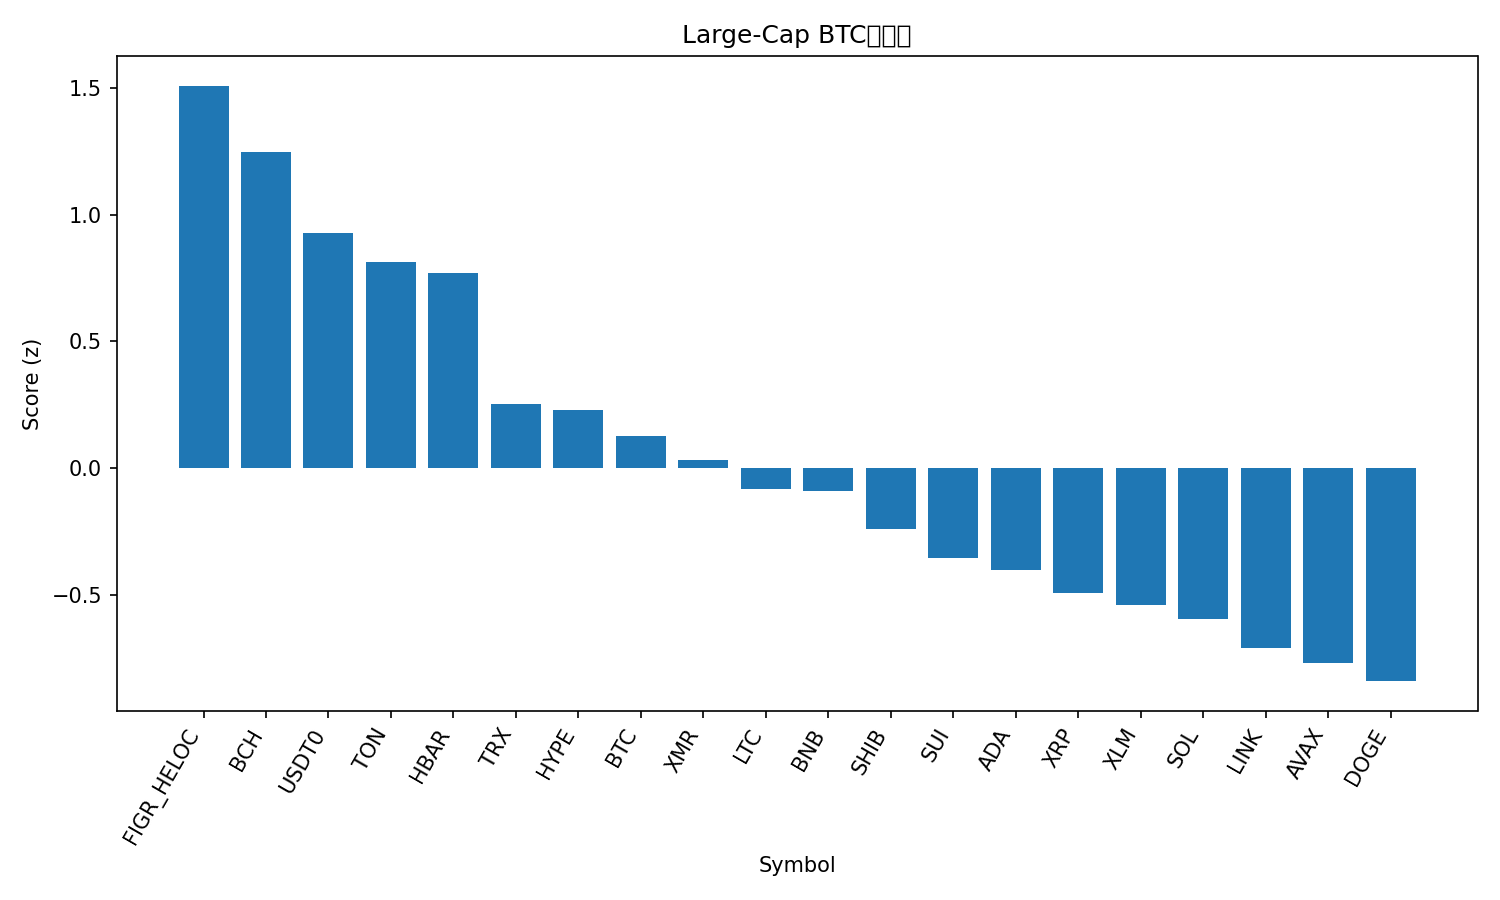 Large-Cap BTC
1.5
1.0
0.5
0.0
−0.5
Score (z)
FIGR_HELOC
BCH
USDT0
TON
HBAR
TRX
HYPE
BTC
XMR
LTC
BNB
SHIB
SUI
ADA
XRP
XLM
SOL
LINK
AVAX
DOGE
Symbol